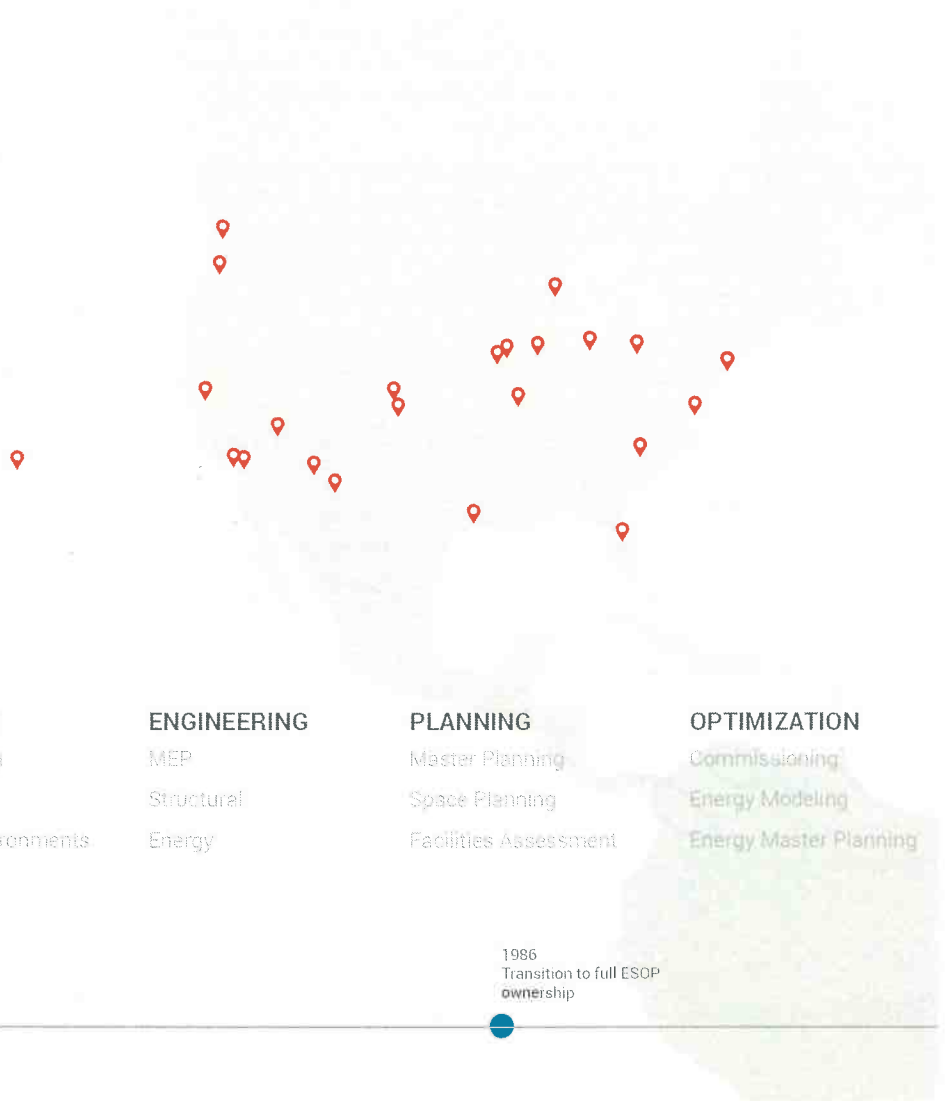 ENGINEERING
MEP
Structural
Energy
PLANNING
Master Planning
Space Planning
Facilities Assessment
OPTIMIZATION
Commissioning
Energy Modeling
Energy Master Planning
1986
Transition to full ESOP
ownership